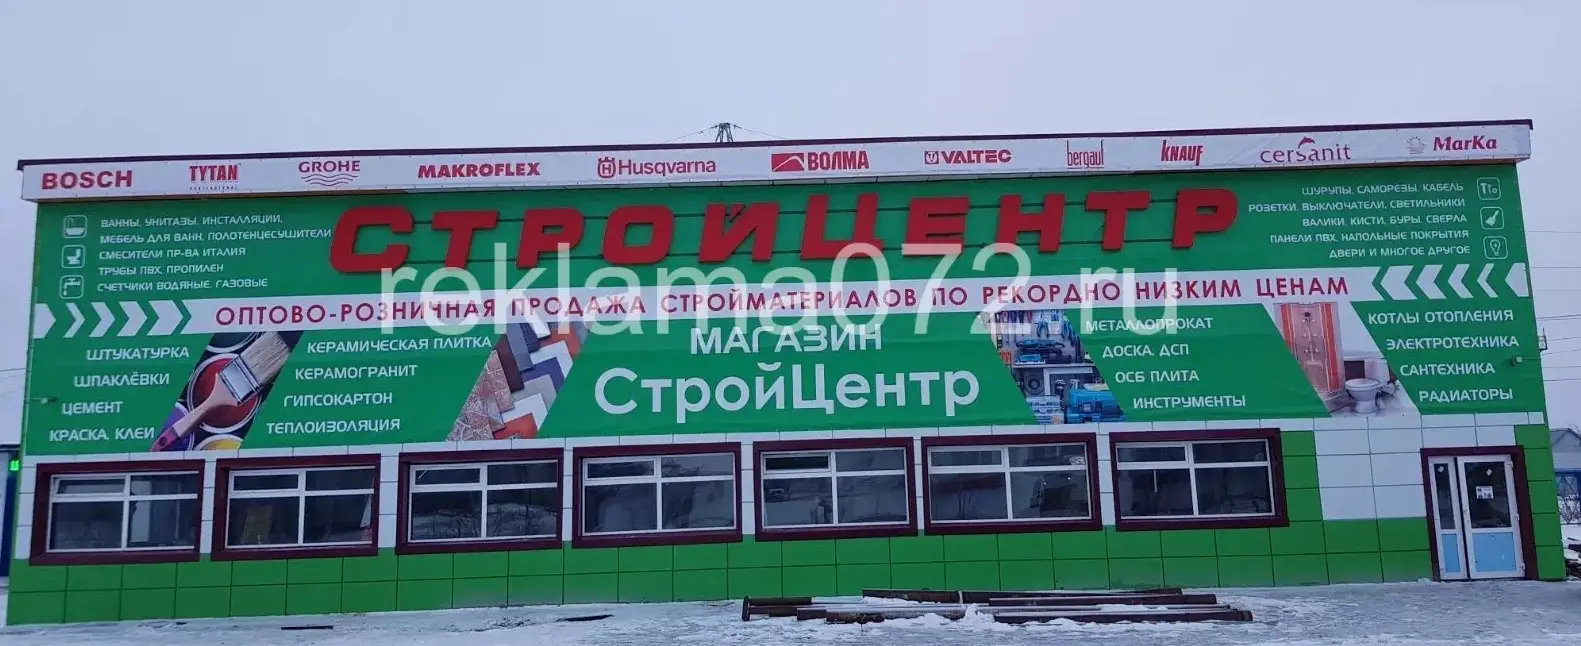 BOSCH
TYTAN
PROFESSIONAL
GROHE
MAKROFLEX
Husqvarna
ВОЛМА
VALTEC
bergauf
KNAUF
cersanit
MarKa
ВАННЫ, УНИТАЗЫ, ИНСТАЛЛЯЦИИ,
МЕБЕЛЬ ДЛЯ ВАНН, ПОЛОТЕНЦЕСУШИТЕЛИ
СМЕСИТЕЛИ ПР-ВА ИТАЛИЯ
ТРУБЫ ПВХ, ПРОПИЛЕН
СЧЕТЧИКИ ВОДЯНЫЕ, ГАЗОВЫЕ
СТРОЙЦЕНТР
ШУРУПЫ, САМОРЕЗЫ, КАБЕЛЬ
РОЗЕТКИ, ВЫКЛЮЧАТЕЛИ, СВЕТИЛЬНИКИ
ВАЛИКИ, КИСТИ, БУРЫ, СВЕРЛА
ПАНЕЛИ ПВХ, НАПОЛЬНЫЕ ПОКРЫТИЯ
ДВЕРИ И МНОГОЕ ДРУГОЕ
reklama072.ru
ОПТОВО-РОЗНИЧНАЯ ПРОДАЖА СТРОЙМАТЕРИАЛОВ ПО РЕКОРДНО НИЗКИМ ЦЕНАМ
ШТУКАТУРКА
ШПАКЛЁВКИ
ЦЕМЕНТ
КРАСКА, КЛЕИ
КЕРАМИЧЕСКАЯ ПЛИТКА
КЕРАМОГРАНИТ
ГИПСОКАРТОН
ТЕПЛОИЗОЛЯЦИЯ
МАГАЗИН
СтройЦентр
МЕТАЛЛОПРОКАТ
ДОСКА, ДСП
ОСБ ПЛИТА
ИНСТРУМЕНТЫ
КОТЛЫ ОТОПЛЕНИЯ
ЭЛЕКТРОТЕХНИКА
САНТЕХНИКА
РАДИАТОРЫ